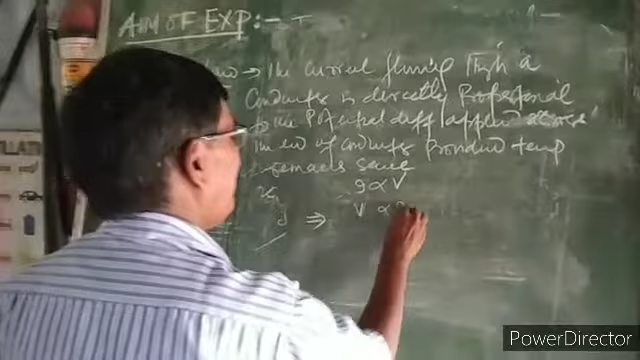 AIM OF EXP:-
→ The current flowing through a
Conductor is directly Proportional
to the Potential diff applied across
the end of conductor Provided temp
remains same
I ∝ V
⇒ V ∝
PowerDirector